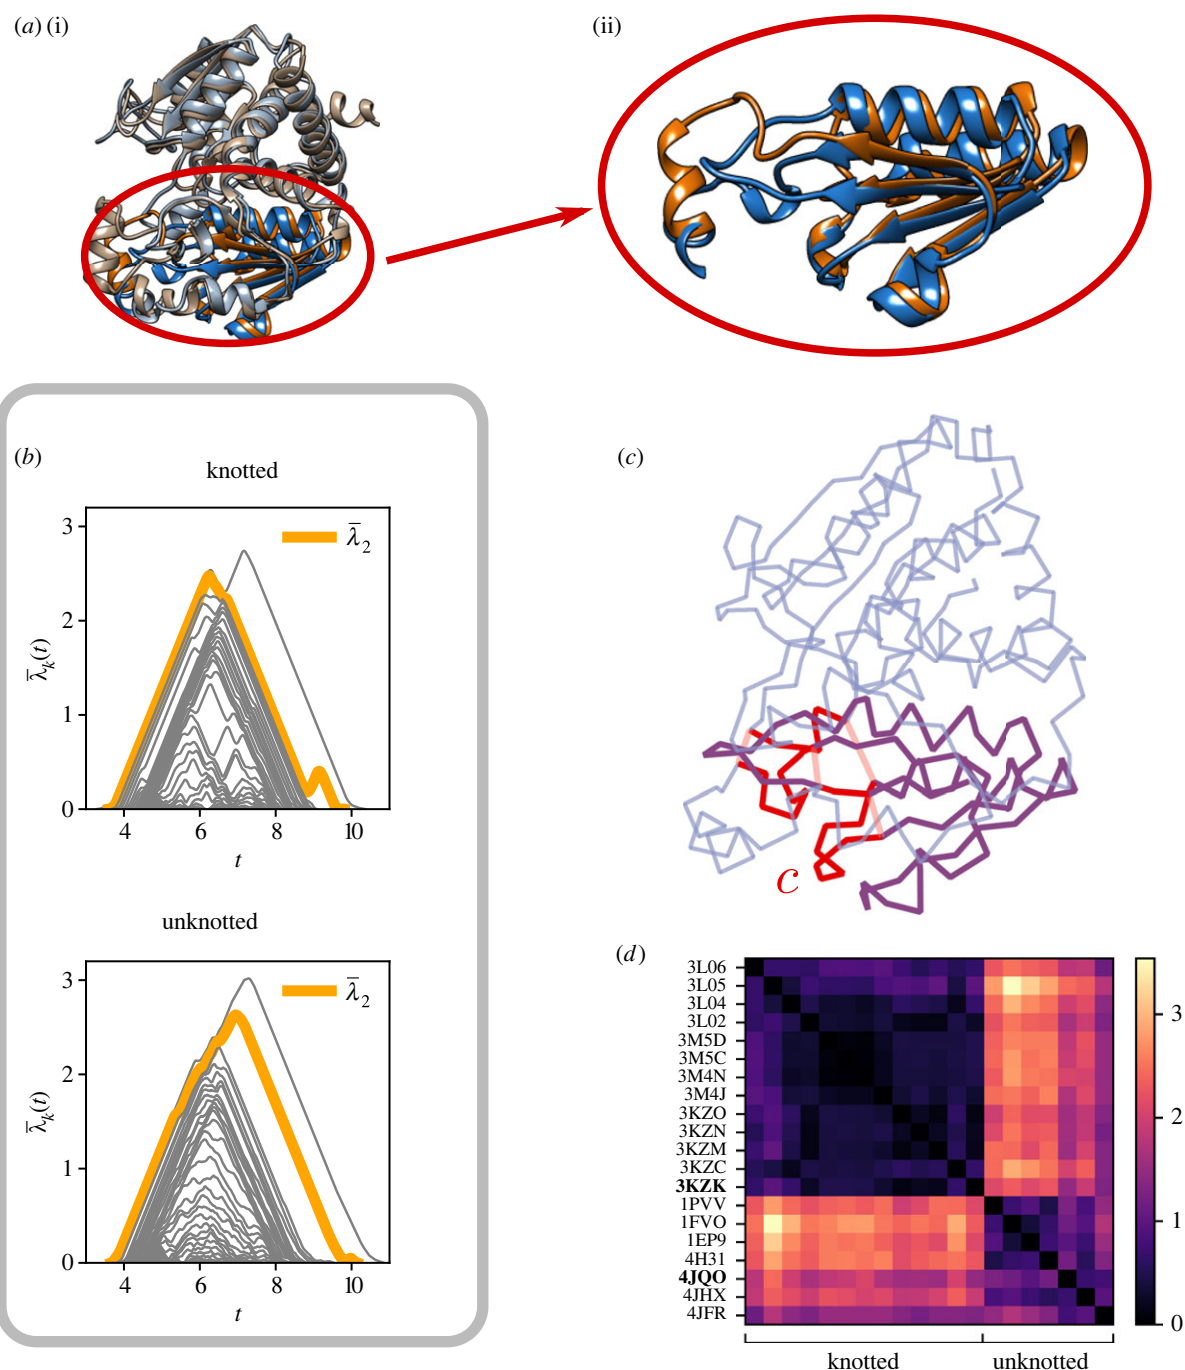 (a) (i)
(ii)
(b)
knotted
3
2
1
0
λ̄₂
λ̄ₖ(t)
4 6 8 10
t
unknotted
3
2
1
0
λ̄₂
λ̄ₖ(t)
4 6 8 10
t
(c)
c
(d)
3L06
3L05
3L04
3L02
3M5D
3M5C
3M4N
3M4J
3KZO
3KZN
3KZM
3KZC
3KZK
1PVV
1FVO
1EP9
4H31
4JQO
4JHX
4JFR
3
2
1
0
knotted unknotted